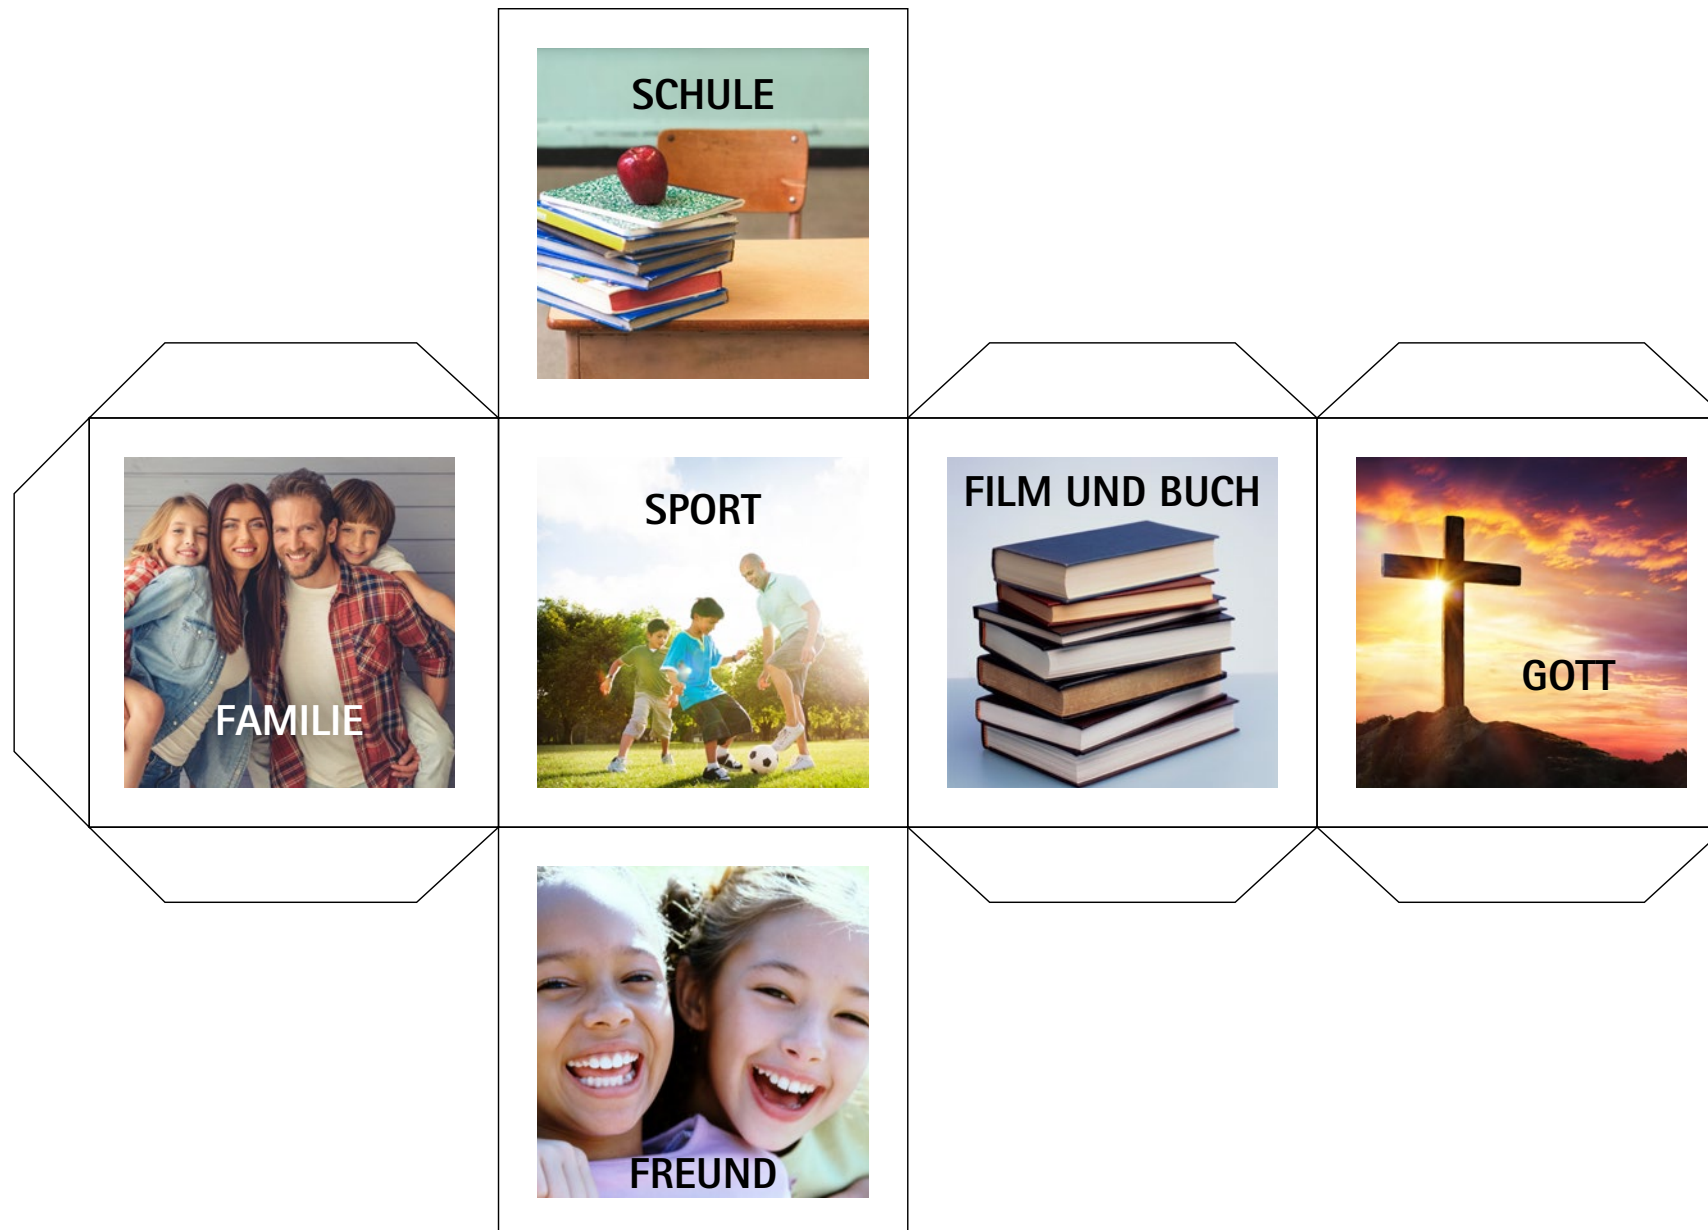 SCHULE
FAMILIE
SPORT
FILM UND BUCH
GOTT
FREUND